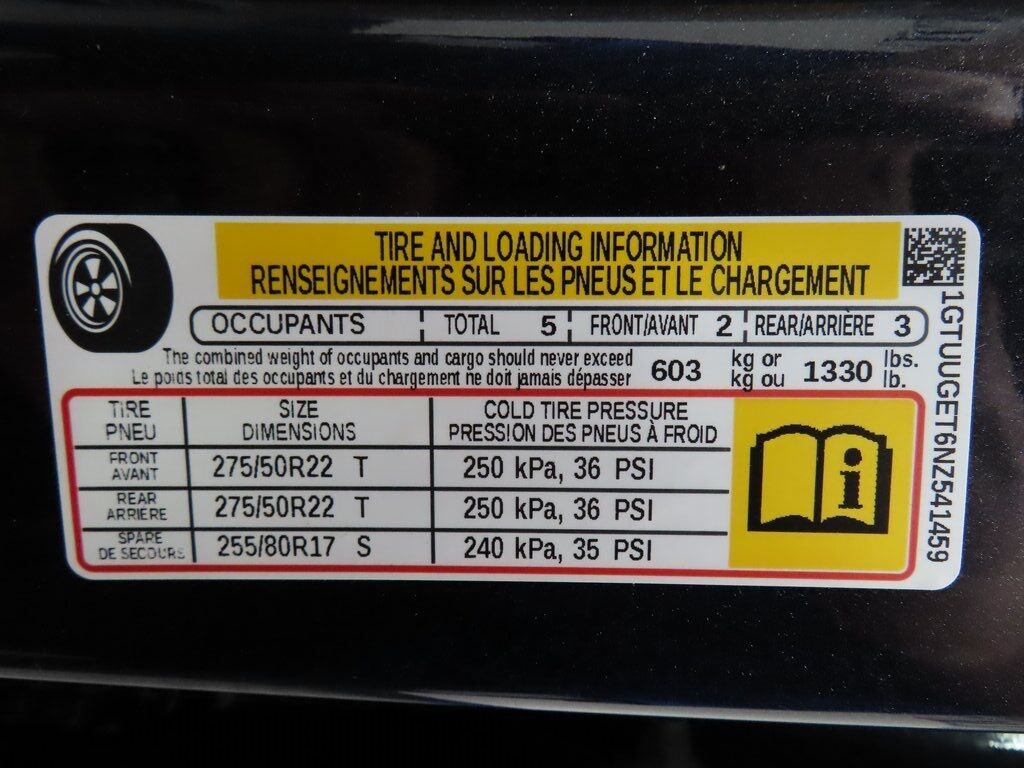 TIRE AND LOADING INFORMATION
RENSEIGNEMENTS SUR LES PNEUS ET LE CHARGEMENT
OCCUPANTS TOTAL 5 FRONT/AVANT 2 REAR/ARRIÈRE 3
The combined weight of occupants and cargo should never exceed 603 kg or 1330 lbs.
Le poids total des occupants et du chargement ne doit jamais dépasser kg ou lb.
TIRE SIZE COLD TIRE PRESSURE
PNEU DIMENSIONS PRESSION DES PNEUS À FROID
FRONT
AVANT 275/50R22 T 250 kPa, 36 PSI
REAR
ARRIÈRE 275/50R22 T 250 kPa, 36 PSI
SPARE
DE SECOURS 255/80R17 S 240 kPa, 35 PSI
i
1GTUUGET6NZ541459